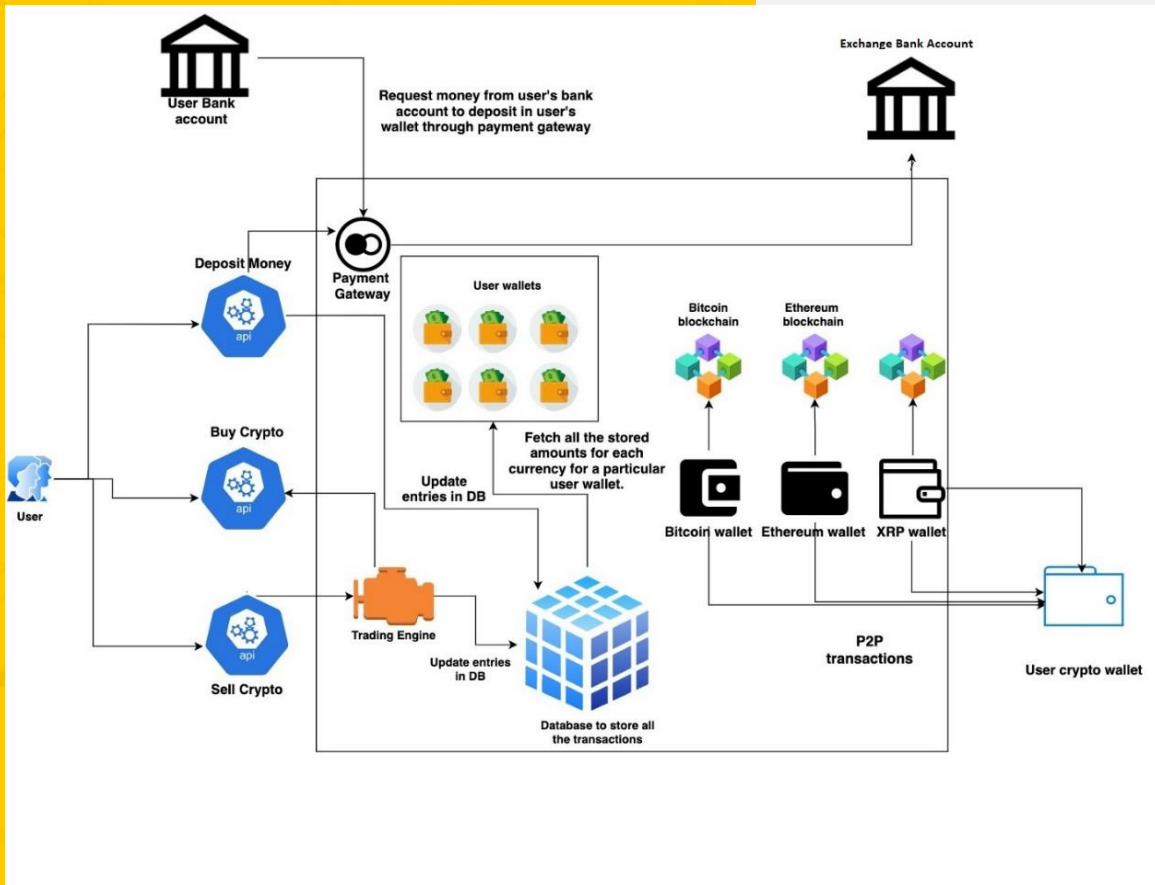 Exchange Bank Account
User Bank
account
Request money from user's bank
account to deposit in user's
wallet through payment gateway
Deposit Money
api
Payment
Gateway
User wallets
Bitcoin
blockchain
Ethereum
blockchain
Buy Crypto
api
Update
entries in DB
Fetch all the stored
amounts for each
currency for a particular
user wallet.
User
Bitcoin wallet
Ethereum wallet
XRP wallet
Trading Engine
api
Sell Crypto
Update entries
in DB
P2P
transactions
User crypto wallet
Database to store all
the transactions